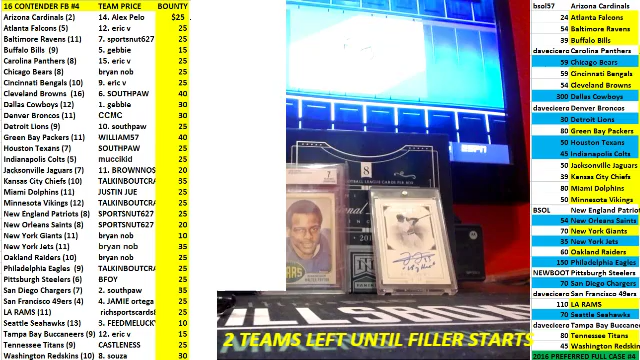 16 CONTENDER FB #4 TEAM PRICE BOUNTY
Arizona Cardinals (2) 14. Alex Pelo $25
Atlanta Falcons (5) 12. eric v 25
Baltimore Ravens (11) 7. sportsnut627 25
Buffalo Bills (9) 5. gebbie 15
Carolina Panthers (8) 15. eric v 25
Chicago Bears (8) bryan nob 25
Cincinnati Bengals (10) 9. eric v 25
Cleveland Browns (16) 6. SOUTHPAW 40
Dallas Cowboys (12) 1. gebbie 30
Denver Broncos (11) CCMC 30
Detroit Lions (9) 10. southpaw 25
Green Bay Packers (11) WILLIAM57 40
Houston Texans (7) SOUTHPAW 25
Indianapolis Colts (5) muccikid 25
Jacksonville Jaguars (7) 11. BROWNNOS 20
Kansas City Chiefs (10) TALKINBOUTCRA 35
Miami Dolphins (11) JUSTIN JUE 25
Minnesota Vikings (12) TALKINBOUTCRA 25
New England Patriots (8) SPORTSNUT627 25
New Orleans Saints (8) SPORTSNUT627 20
New York Giants (11) bryan nob 10
New York Jets (11) bryan nob 35
Oakland Raiders (10) bryan nob 25
Philadelphia Eagles (9) TALKINBOUTCRA
Pittsburgh Steelers (6) BFOY 25
San Diego Chargers (7) 2. southpaw 35
San Francisco 49ers (4) 4. JAMIE ortega 25
LA RAMS (11) richsportscards 25
Seattle Seahawks (13) 3. FEEDMELUCKY 10
Tampa Bay Buccaneers (9) 12. eric v 15
Tennessee Titans (9) CASTLENESS 25
Washington Redskins (10) 8. souza 30
ESPN
8
7
2 TEAMS LEFT UNTIL FILLER STARTS
bsol57 Arizona Cardinals
24 Atlanta Falcons
54 Baltimore Ravens
39 Buffalo Bills
davecicero Carolina Panthers
59 Chicago Bears
59 Cincinnati Bengals
54 Cleveland Browns
300 Dallas Cowboys
davecicero Denver Broncos
30 Detroit Lions
80 Green Bay Packers
50 Houston Texans
45 Indianapolis Colts
50 Jacksonville Jaguars
39 Kansas City Chiefs
80 Miami Dolphins
50 Minnesota Vikings
BSOL New England Patriots
54 New Orleans Saints
70 New York Giants
35 New York Jets
60 Oakland Raiders
150 Philadelphia Eagles
NEWBOOT Pittsburgh Steelers
70 San Diego Chargers
davecicero San Francisco 49ers
110 LA RAMS
70 Seattle Seahawks
davecicero Tampa Bay Buccaneers
80 Tennessee Titans
45 Washington Redskins
2016 PREFERRED FULL CASE #4